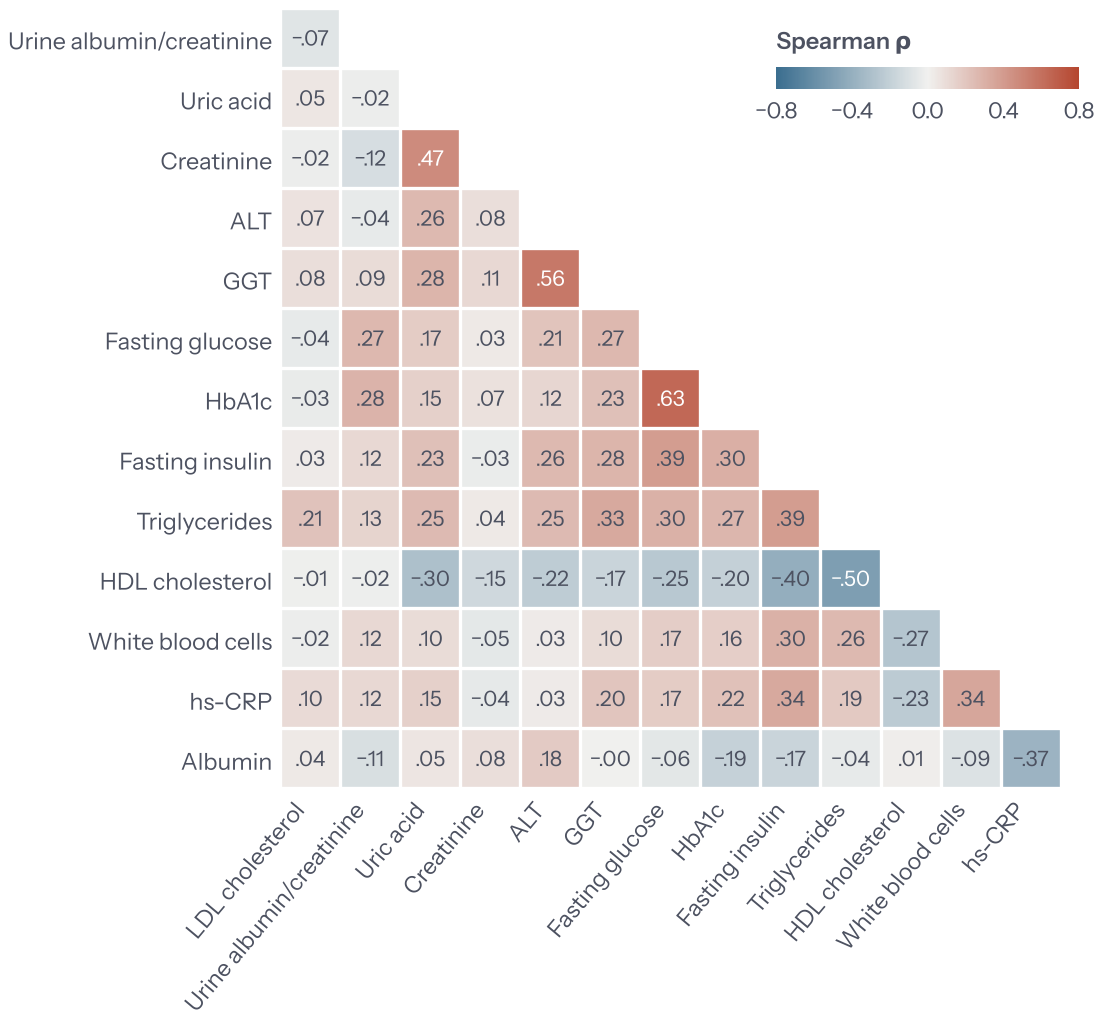 Urine albumin/creatinine −.07
Spearman ρ
−0.8 −0.4 0.0 0.4 0.8
Uric acid .05 −.02
Creatinine −.02 −.12 .47
ALT .07 −.04 .26 .08
GGT .08 .09 .28 .11 .56
Fasting glucose −.04 .27 .17 .03 .21 .27
HbA1c −.03 .28 .15 .07 .12 .23 .63
Fasting insulin .03 .12 .23 −.03 .26 .28 .39 .30
Triglycerides .21 .13 .25 .04 .25 .33 .30 .27 .39
HDL cholesterol −.01 −.02 −.30 −.15 −.22 −.17 −.25 −.20 −.40 −.50
White blood cells −.02 .12 .10 −.05 .03 .10 .17 .16 .30 .26 −.27
hs-CRP .10 .12 .15 −.04 .03 .20 .17 .22 .34 .19 −.23 .34
Albumin .04 −.11 .05 .08 .18 −.00 −.06 −.19 −.17 −.04 .01 −.09 −.37
LDL cholesterol
Urine albumin/creatinine
Uric acid
Creatinine
ALT
GGT
Fasting glucose
HbA1c
Fasting insulin
Triglycerides
HDL cholesterol
White blood cells
hs-CRP